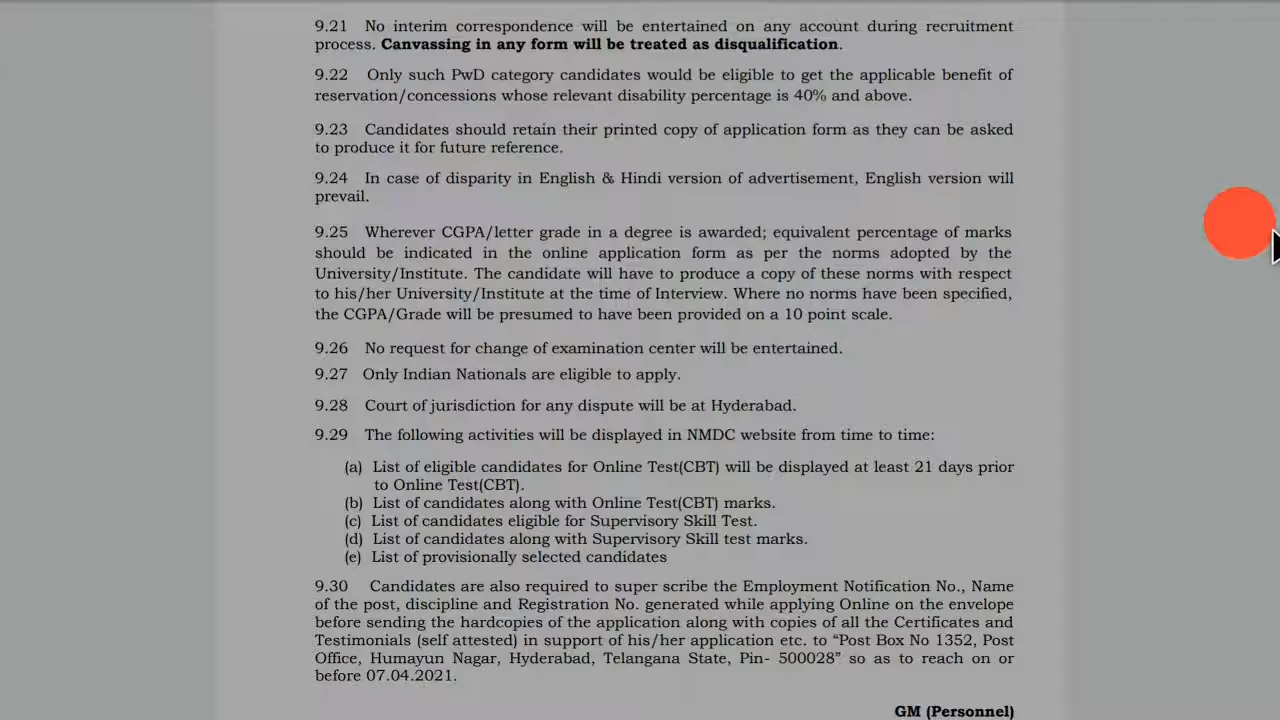 9.21 No interim correspondence will be entertained on any account during recruitment
process. Canvassing in any form will be treated as disqualification.
9.22 Only such PwD category candidates would be eligible to get the applicable benefit of
reservation/concessions whose relevant disability percentage is 40% and above.
9.23 Candidates should retain their printed copy of application form as they can be asked
to produce it for future reference.
9.24 In case of disparity in English & Hindi version of advertisement, English version will
prevail.
9.25 Wherever CGPA/letter grade in a degree is awarded; equivalent percentage of marks
should be indicated in the online application form as per the norms adopted by the
University/Institute. The candidate will have to produce a copy of these norms with respect
to his/her University/Institute at the time of Interview. Where no norms have been specified,
the CGPA/Grade will be presumed to have been provided on a 10 point scale.
9.26 No request for change of examination center will be entertained.
9.27 Only Indian Nationals are eligible to apply.
9.28 Court of jurisdiction for any dispute will be at Hyderabad.
9.29 The following activities will be displayed in NMDC website from time to time:
(a) List of eligible candidates for Online Test(CBT) will be displayed at least 21 days prior
to Online Test(CBT).
(b) List of candidates along with Online Test(CBT) marks.
(c) List of candidates eligible for Supervisory Skill Test.
(d) List of candidates along with Supervisory Skill test marks.
(e) List of provisionally selected candidates
9.30 Candidates are also required to super scribe the Employment Notification No., Name
of the post, discipline and Registration No. generated while applying Online on the envelope
before sending the hardcopies of the application along with copies of all the Certificates and
Testimonials (self attested) in support of his/her application etc. to “Post Box No 1352, Post
Office, Humayun Nagar, Hyderabad, Telangana State, Pin- 500028” so as to reach on or
before 07.04.2021.
GM (Personnel)